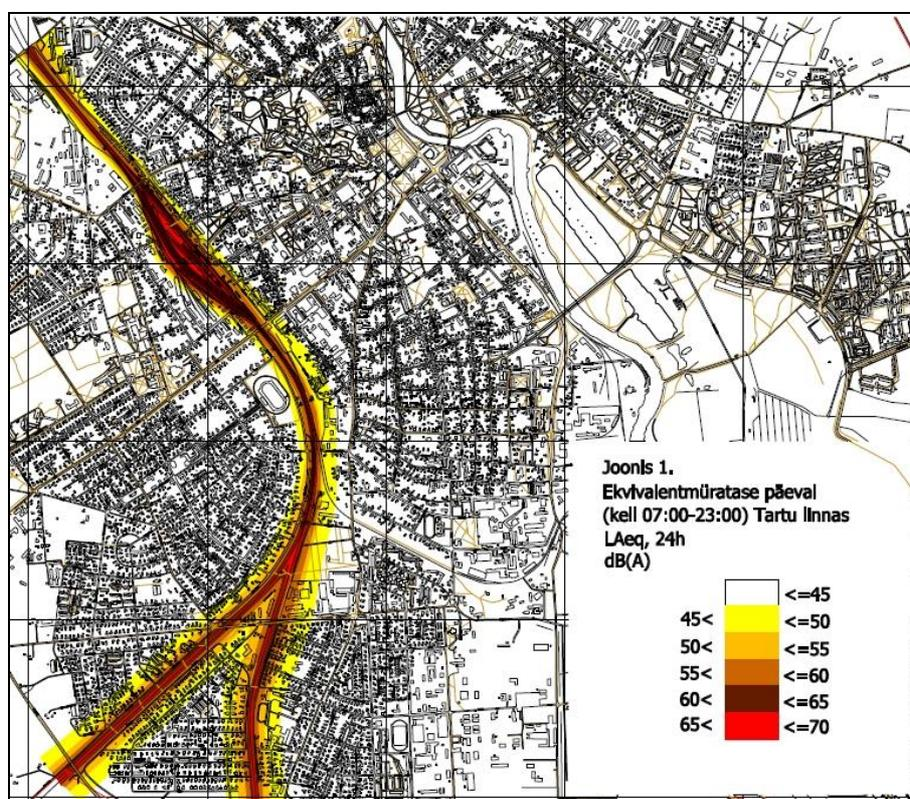 Joonis 1.
Ekvivalentmüratase päeval
(kell 07:00-23:00) Tartu linnas
LAeq, 24h
dB(A)
<=45
45< <=50
50< <=55
55< <=60
60< <=65
65< <=70